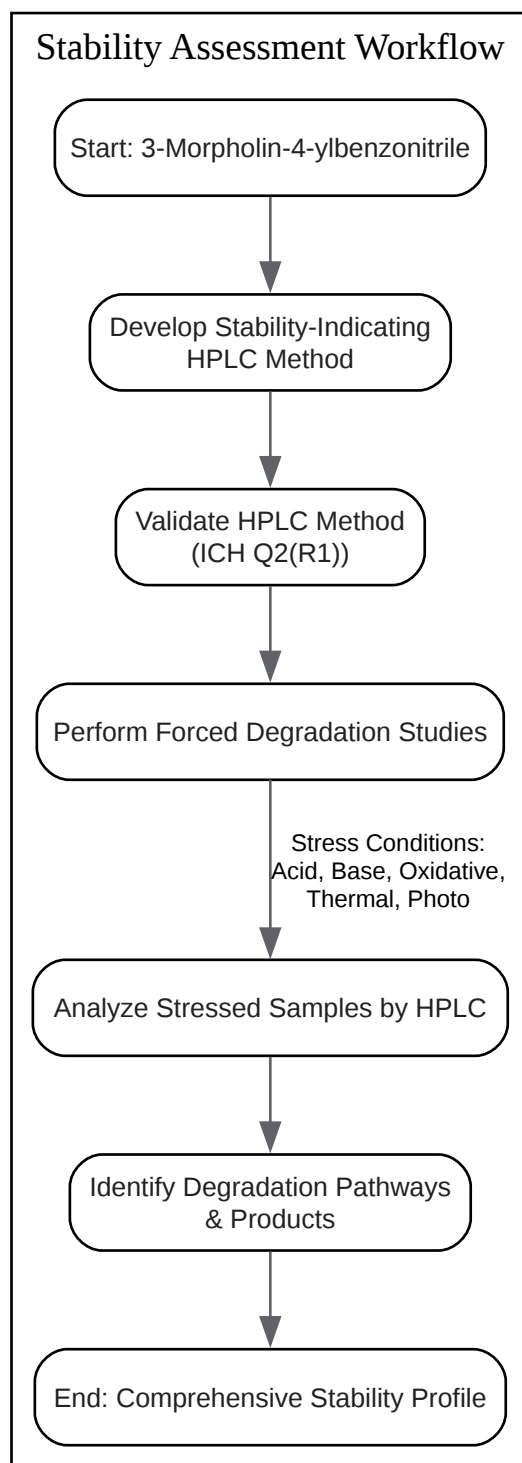 Stability Assessment Workflow
Start: 3-Morpholin-4-ylbenzonitrile
Develop Stability-Indicating
HPLC Method
Validate HPLC Method
(ICH Q2(R1))
Perform Forced Degradation Studies
Stress Conditions:
Acid, Base, Oxidative,
Thermal, Photo
Analyze Stressed Samples by HPLC
Identify Degradation Pathways
& Products
End: Comprehensive Stability Profile